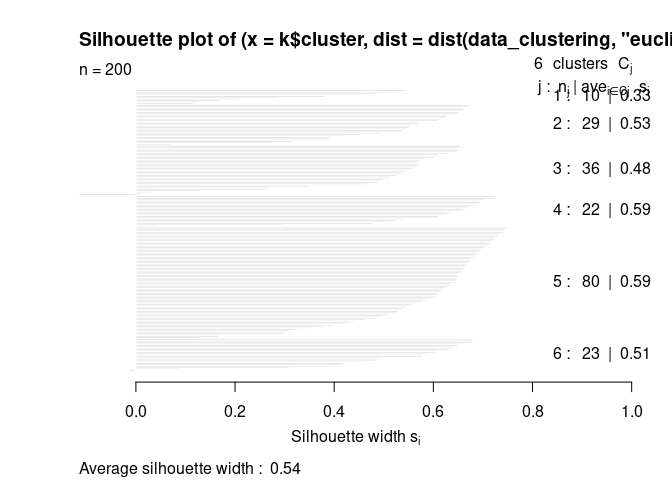 Silhouette plot of (x = k$cluster, dist = dist(data_clustering, "eucli
n = 200
6 clusters Cj
j : nj | avei∈Cj si
1 : 10 | 0.33
2 : 29 | 0.53
3 : 36 | 0.48
4 : 22 | 0.59
5 : 80 | 0.59
6 : 23 | 0.51
0.0 0.2 0.4 0.6 0.8 1.0
Silhouette width si
Average silhouette width : 0.54